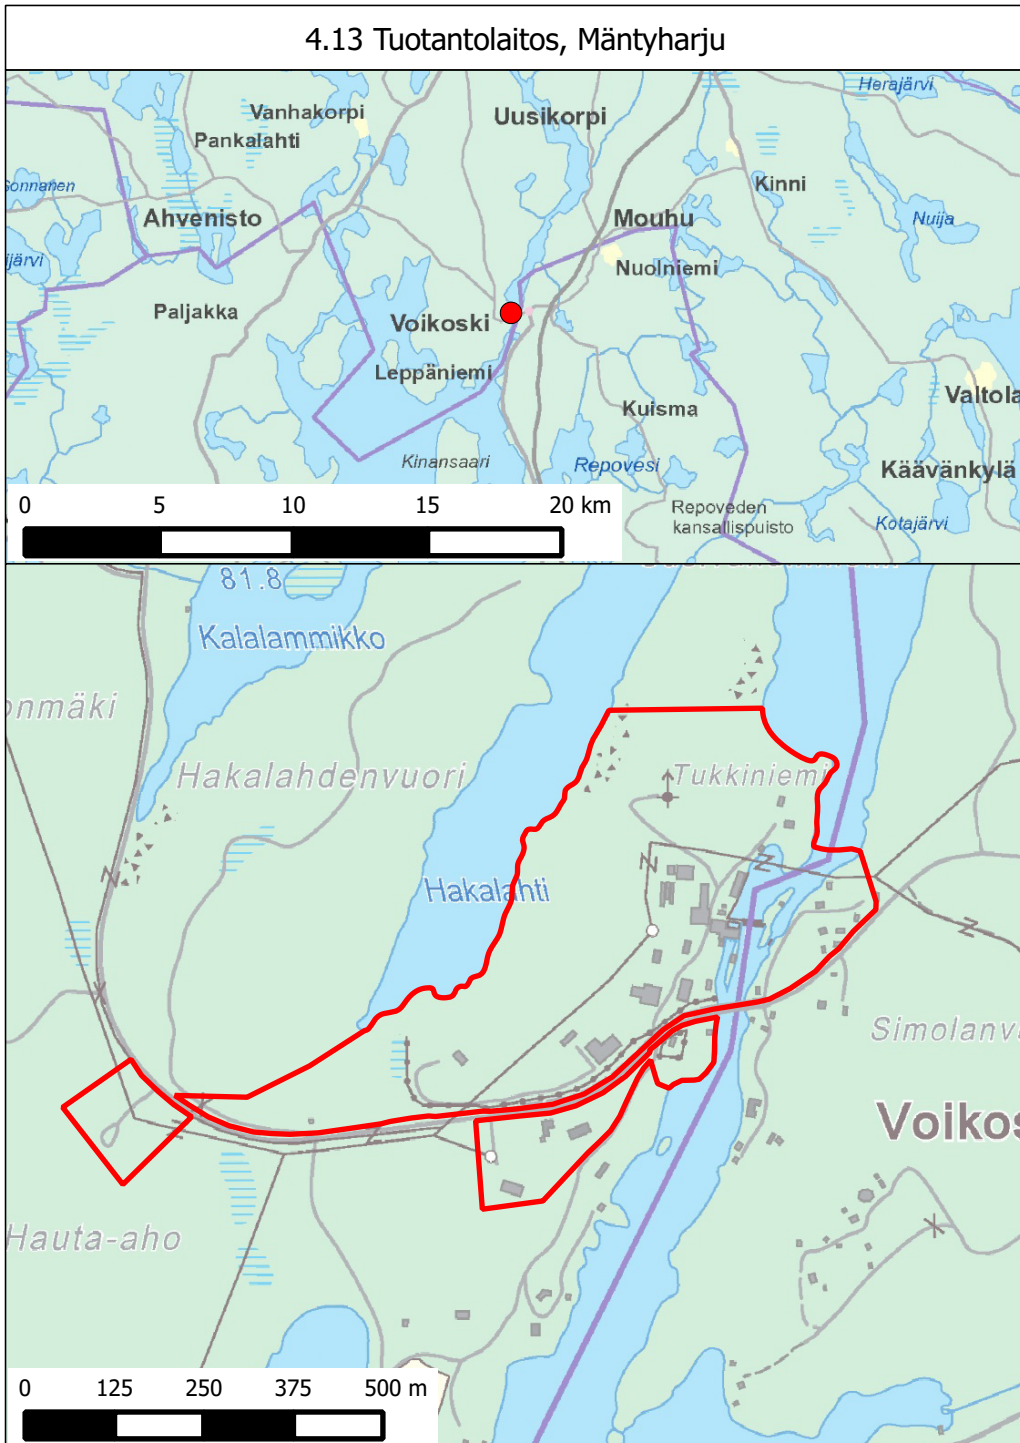 4.13 Tuotantolaitos, Mäntyharju
Herajärvi
Vanhakorpi
Uusikorpi
Pankalahti
Kinni
Sonnanen
Ahvenisto
Mouhu
Nuija
ijärvi
Nuolniemi
Paljakka
Voikoski
Leppäniemi
Valtola
Kuisma
Kinansaari
Repovesi
Käävänkylä
0 5 10 15 20 km
Repoveden
kansallispuisto
Kotajärvi
81.8
Kalalammikko
onmäki
Hakalahdenvuori
Tukkiniemi
Hakalahti
Simolanv
Voikos
Hauta-aho
0 125 250 375 500 m